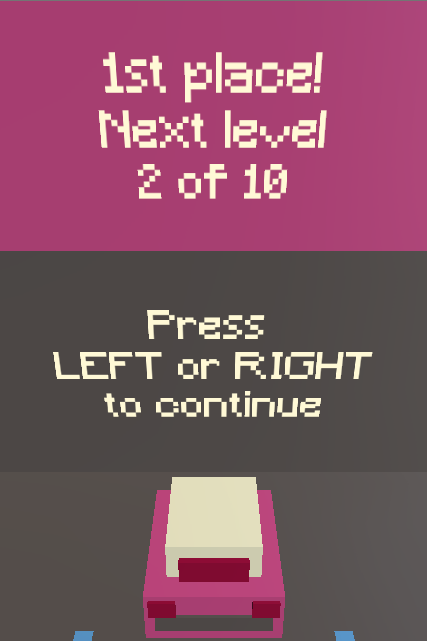 1st place!
Next level
2 of 10
Press
LEFT or RIGHT
to continue